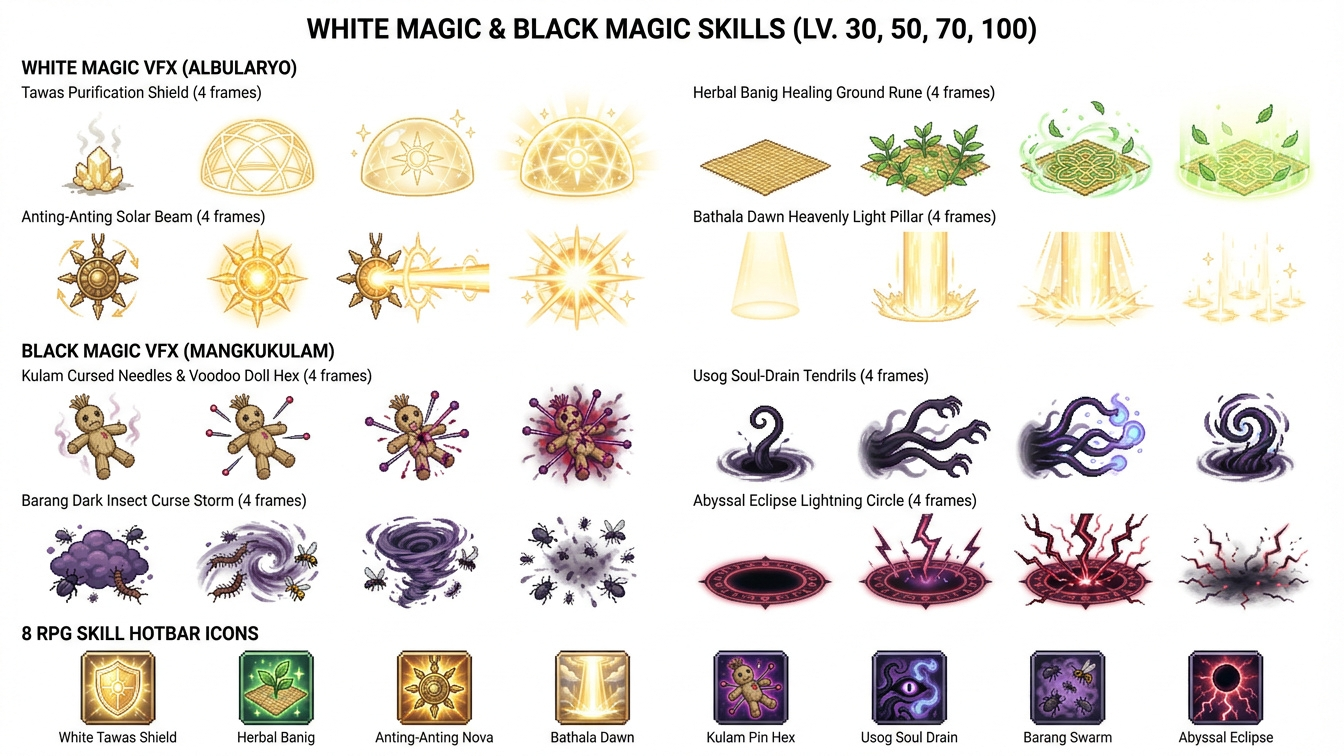 WHITE MAGIC & BLACK MAGIC SKILLS (LV. 30, 50, 70, 100)
WHITE MAGIC VFX (ALBULARYO)
Tawas Purification Shield (4 frames)
Herbal Banig Healing Ground Rune (4 frames)
Anting-Anting Solar Beam (4 frames)
Bathala Dawn Heavenly Light Pillar (4 frames)
BLACK MAGIC VFX (MANGKUKULAM)
Kulam Cursed Needles & Voodoo Doll Hex (4 frames)
Usog Soul-Drain Tendrils (4 frames)
Barang Dark Insect Curse Storm (4 frames)
Abyssal Eclipse Lightning Circle (4 frames)
8 RPG SKILL HOTBAR ICONS
White Tawas Shield
Herbal Banig
Anting-Anting Nova
Bathala Dawn
Kulam Pin Hex
Usog Soul Drain
Barang Swarm
Abyssal Eclipse